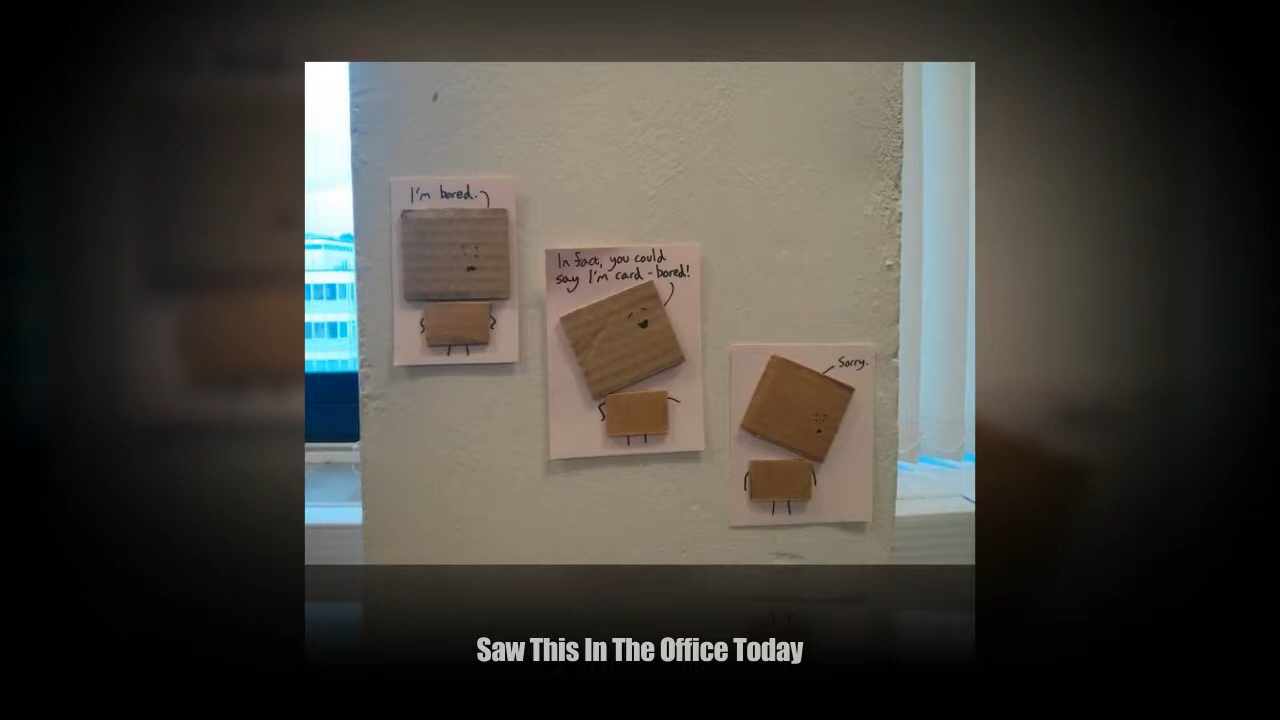 I'm bored.
In fact, you could
say I'm card-bored!
Sorry.
Saw This In The Office Today